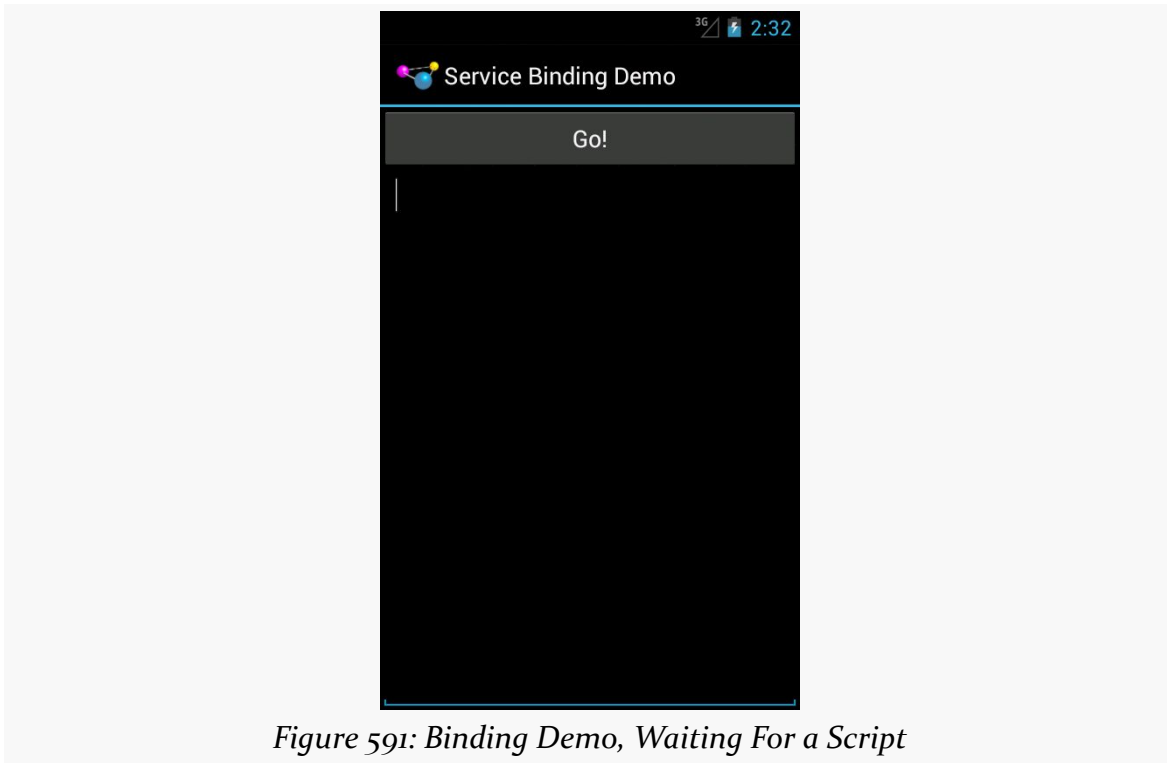 3G 2:32
Service Binding Demo
Go!
Figure 591: Binding Demo, Waiting For a Script